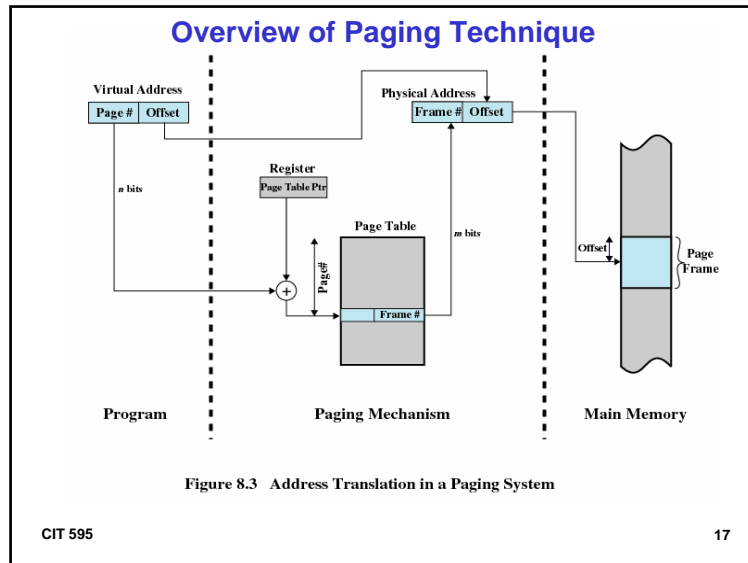 Overview of Paging Technique
Virtual Address
Page # Offset
Physical Address
Frame # Offset
n bits
Register
Page Table Ptr
Page Table
m bits
Page#
+
Frame #
Offset
Page
Frame
Program
Paging Mechanism
Main Memory
Figure 8.3 Address Translation in a Paging System
CIT 595
17